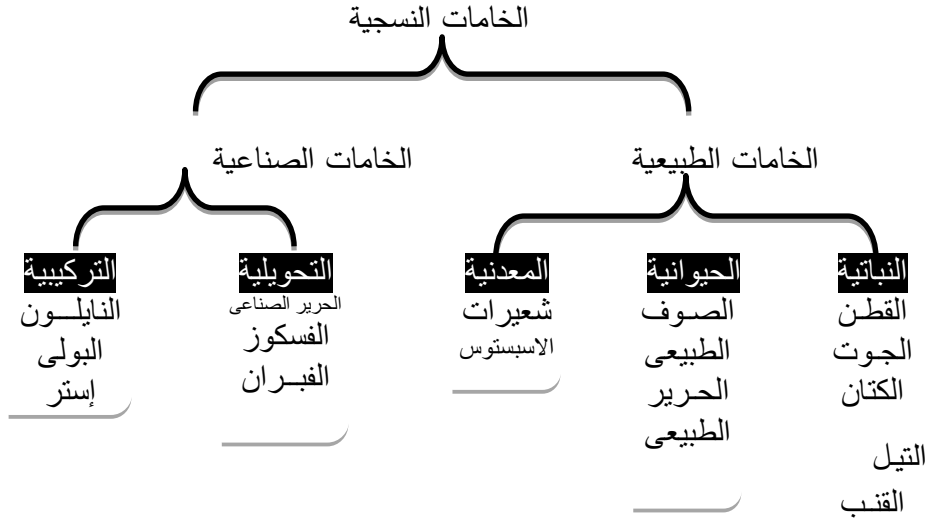 الخامات النسجية
الخامات الطبيعية
الخامات الصناعية
النباتية
القطن
الجوت
الكتان
التيل
القنب
الحيوانية
الصوف
الطبيعى
الحرير
الطبيعى
المعدنية
شعيرات
الاسبستوس
التحويلية
الحرير الصناعى
الفسكوز
الفبران
التركيبية
النايلون
البولى
إستر